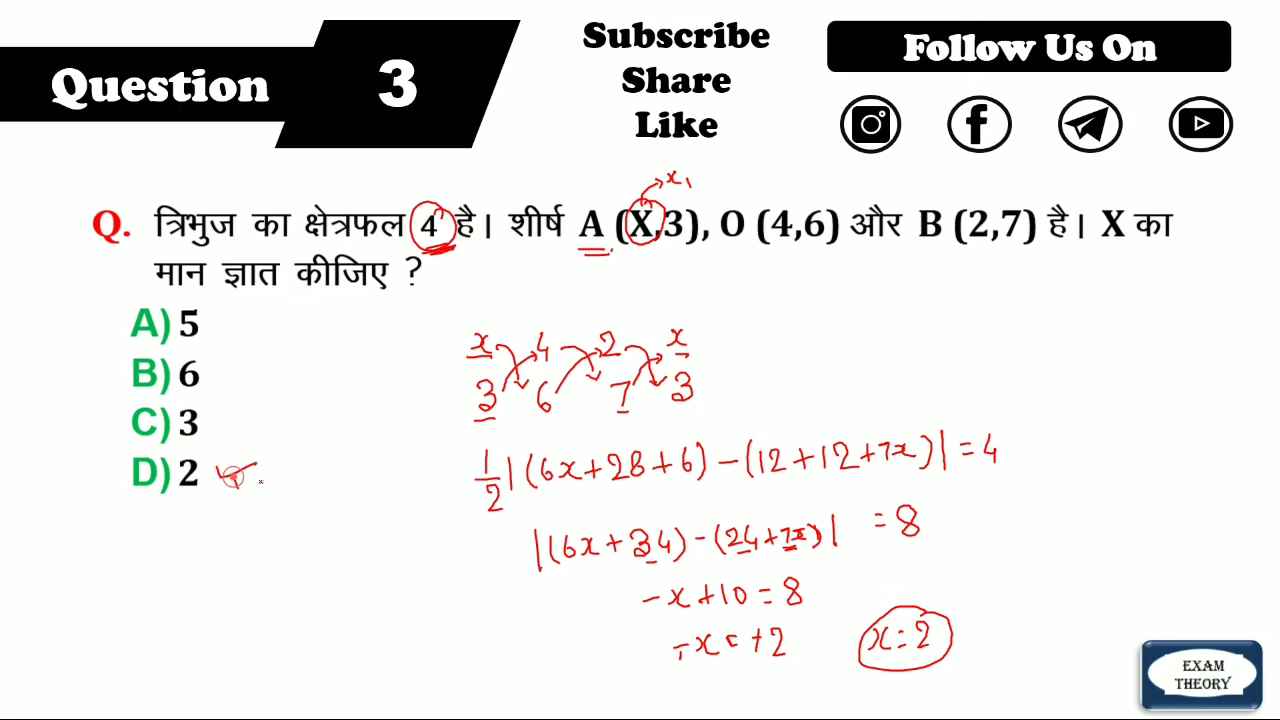 Question 3
Subscribe
Share
Like
Follow Us On
x₁
Q. त्रिभुज का क्षेत्रफल 4 है। शीर्ष A (X,3), O (4,6) और B (2,7) है। X का
मान ज्ञात कीजिए ?
A) 5
B) 6
C) 3
D) 2
x 4 2 x
3 6 7 3
1/2 |(6x+28+6) - (12+12+7x)| = 4
|(6x+34) - (24+7x)| = 8
-x+10=8
-x=+2
x=2
EXAM
THEORY